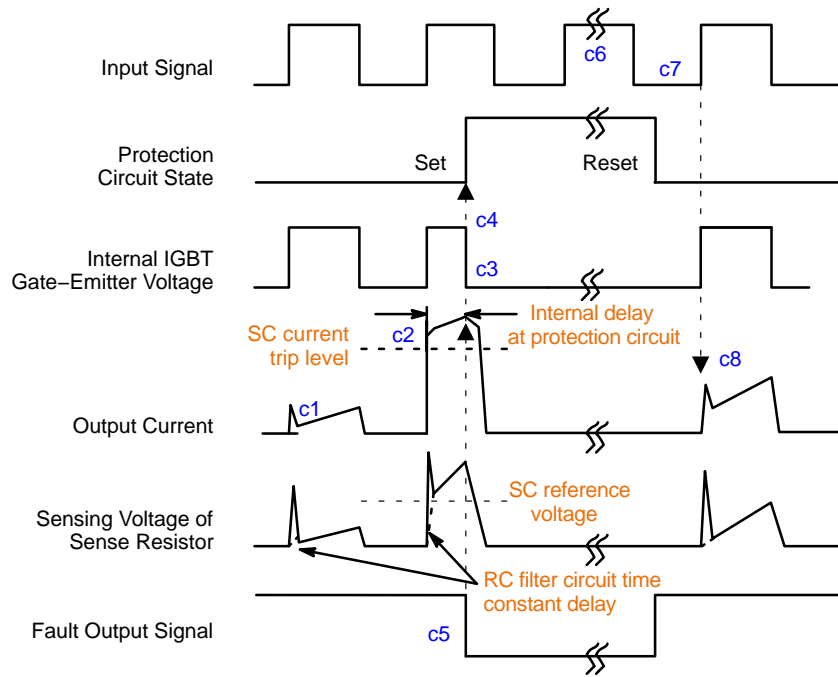 Input Signal
c6
c7
Protection
Circuit State
Set
Reset
c4
Internal IGBT
Gate−Emitter Voltage
c3
SC current
trip level
c2
Internal delay
at protection circuit
c8
c1
Output Current
SC reference
voltage
Sensing Voltage of
Sense Resistor
RC filter circuit time
constant delay
Fault Output Signal
c5